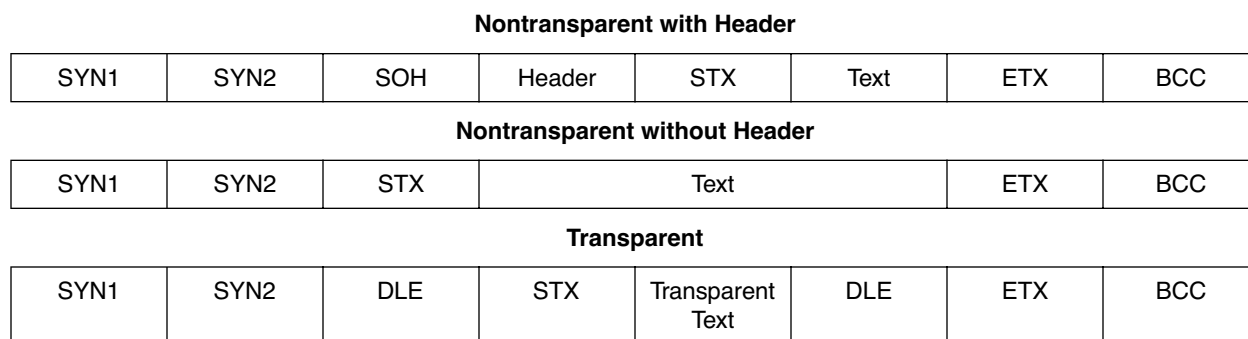 Nontransparent with Header
SYN1 SYN2 SOH Header STX Text ETX BCC
Nontransparent without Header
SYN1 SYN2 STX Text ETX BCC
Transparent
SYN1 SYN2 DLE STX Transparent DLE ETX BCC
Text